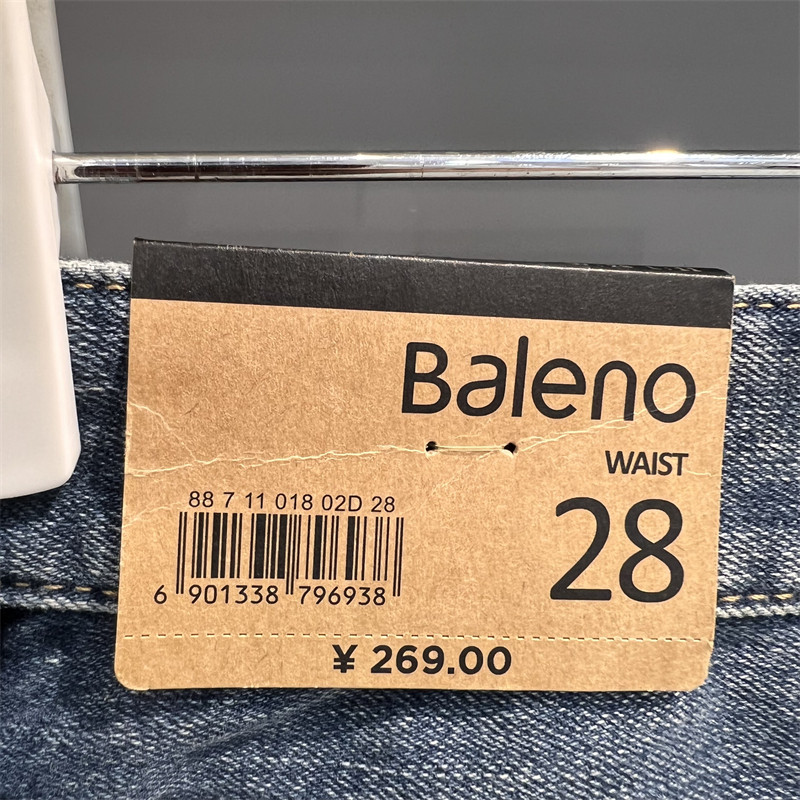 Baleno
WAIST
28
88 7 11 018 02D 28
6 901338 796938
¥ 269.00